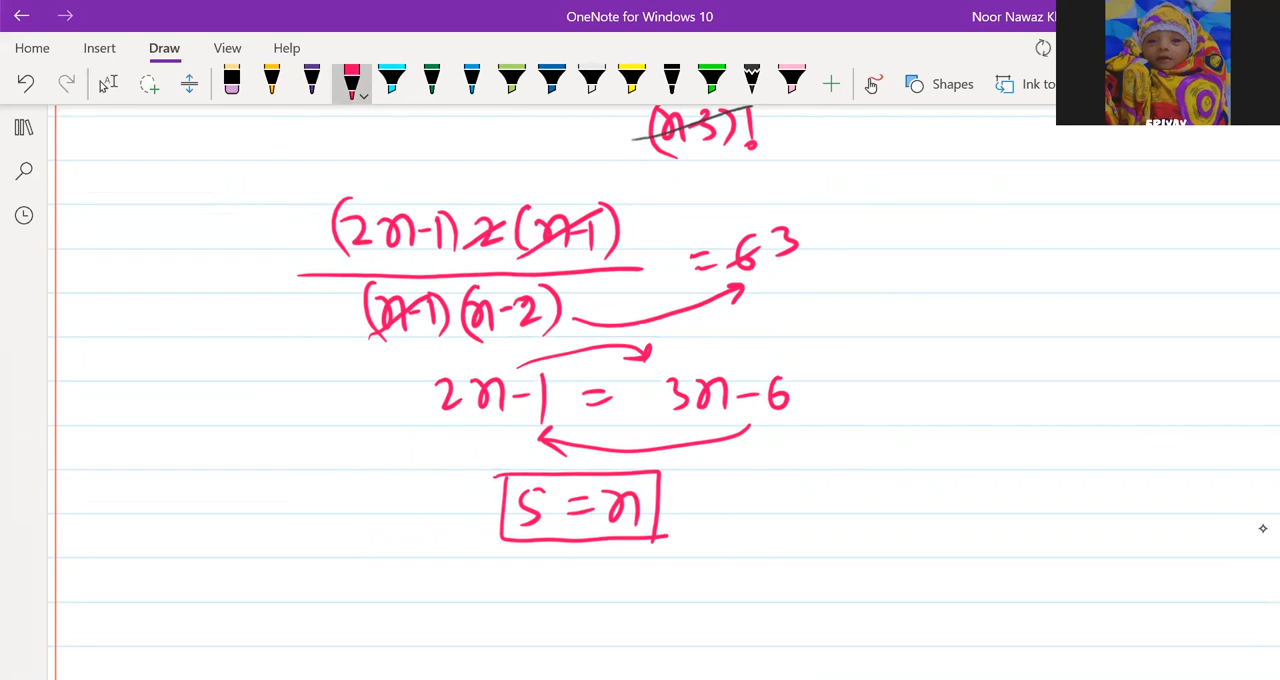 OneNote for Windows 10
Noor Nawaz Kh
Home Insert Draw View Help
Shapes
Ink to
(n-3)!
(2n-1) 2 (n-1)
= 6 3
(n-1) (n-2)
2n-1 = 3n-6
5 = n